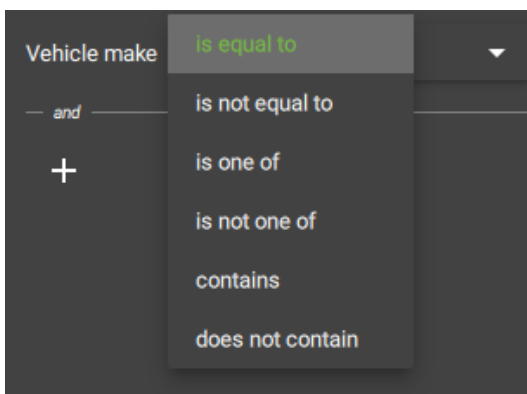 Vehicle make
is equal to
and
is not equal to
is one of
is not one of
contains
does not contain